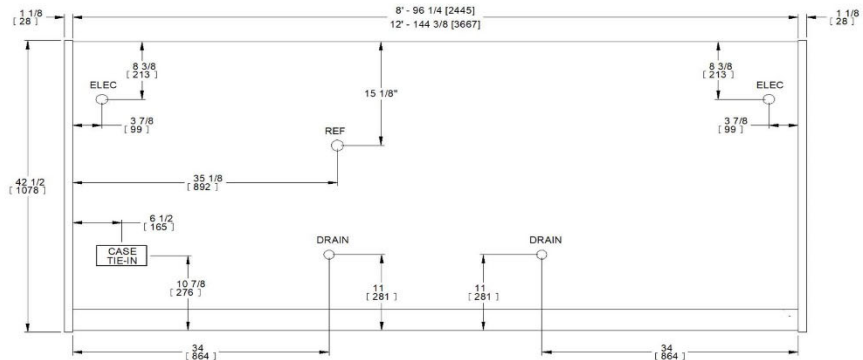 8' - 96 1/4 [2445]
12' - 144 3/8 [3667]
1 1/8
[ 28 ]
1 1/8
[ 28 ]
8 3/8
[ 213 ]
8 3/8
[ 213 ]
ELEC
ELEC
15 1/8"
3 7/8
[ 99 ]
3 7/8
[ 99 ]
REF
42 1/2
[ 1078 ]
35 1/8
[ 892 ]
6 1/2
[ 165 ]
CASE
TIE-IN
DRAIN
DRAIN
10 7/8
[ 276 ]
11
[ 281 ]
11
[ 281 ]
34
[ 864 ]
34
[ 864 ]